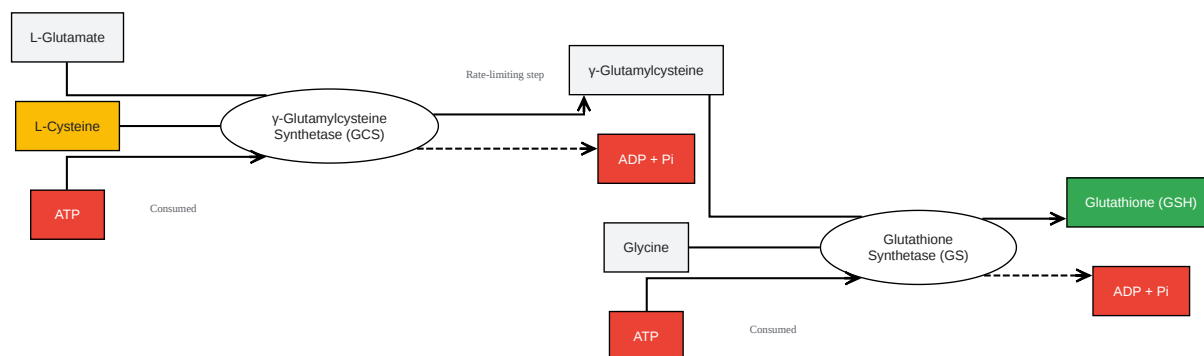 L-Glutamate
L-Cysteine
ATP
Consumed
γ-Glutamylcysteine
Synthetase (GCS)
Rate-limiting step
γ-Glutamylcysteine
ADP + Pi
Glycine
ATP
Consumed
Glutathione
Synthetase (GS)
Glutathione (GSH)
ADP + Pi